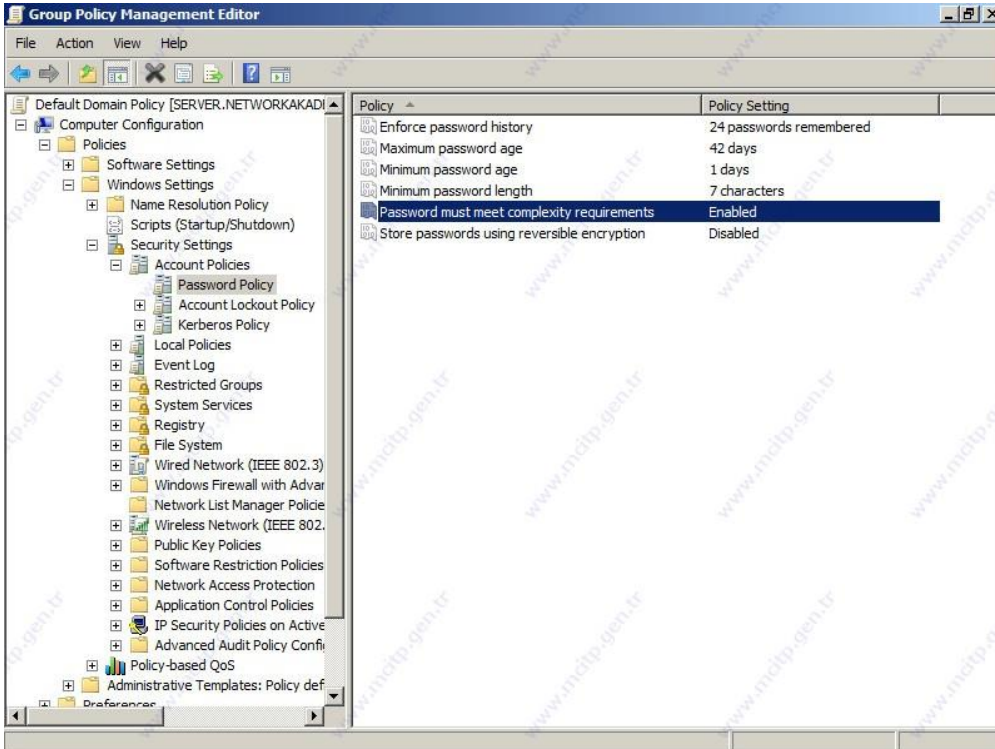 Group Policy Management Editor
File Action View Help
Default Domain Policy [SERVER.NETWORKAKADI
Computer Configuration
Policies
Software Settings
Windows Settings
Name Resolution Policy
Scripts (Startup/Shutdown)
Security Settings
Account Policies
Password Policy
Account Lockout Policy
Kerberos Policy
Local Policies
Event Log
Restricted Groups
System Services
Registry
File System
Wired Network (IEEE 802.3)
Windows Firewall with Advar
Network List Manager Policie
Wireless Network (IEEE 802.
Public Key Policies
Software Restriction Policies
Network Access Protection
Application Control Policies
IP Security Policies on Active
Advanced Audit Policy Config
Policy-based QoS
Administrative Templates: Policy def
Preferences
Policy Policy Setting
Enforce password history 24 passwords remembered
Maximum password age 42 days
Minimum password age 1 days
Minimum password length 7 characters
Password must meet complexity requirements Enabled
Store passwords using reversible encryption Disabled
www.mcitp.gen.tr